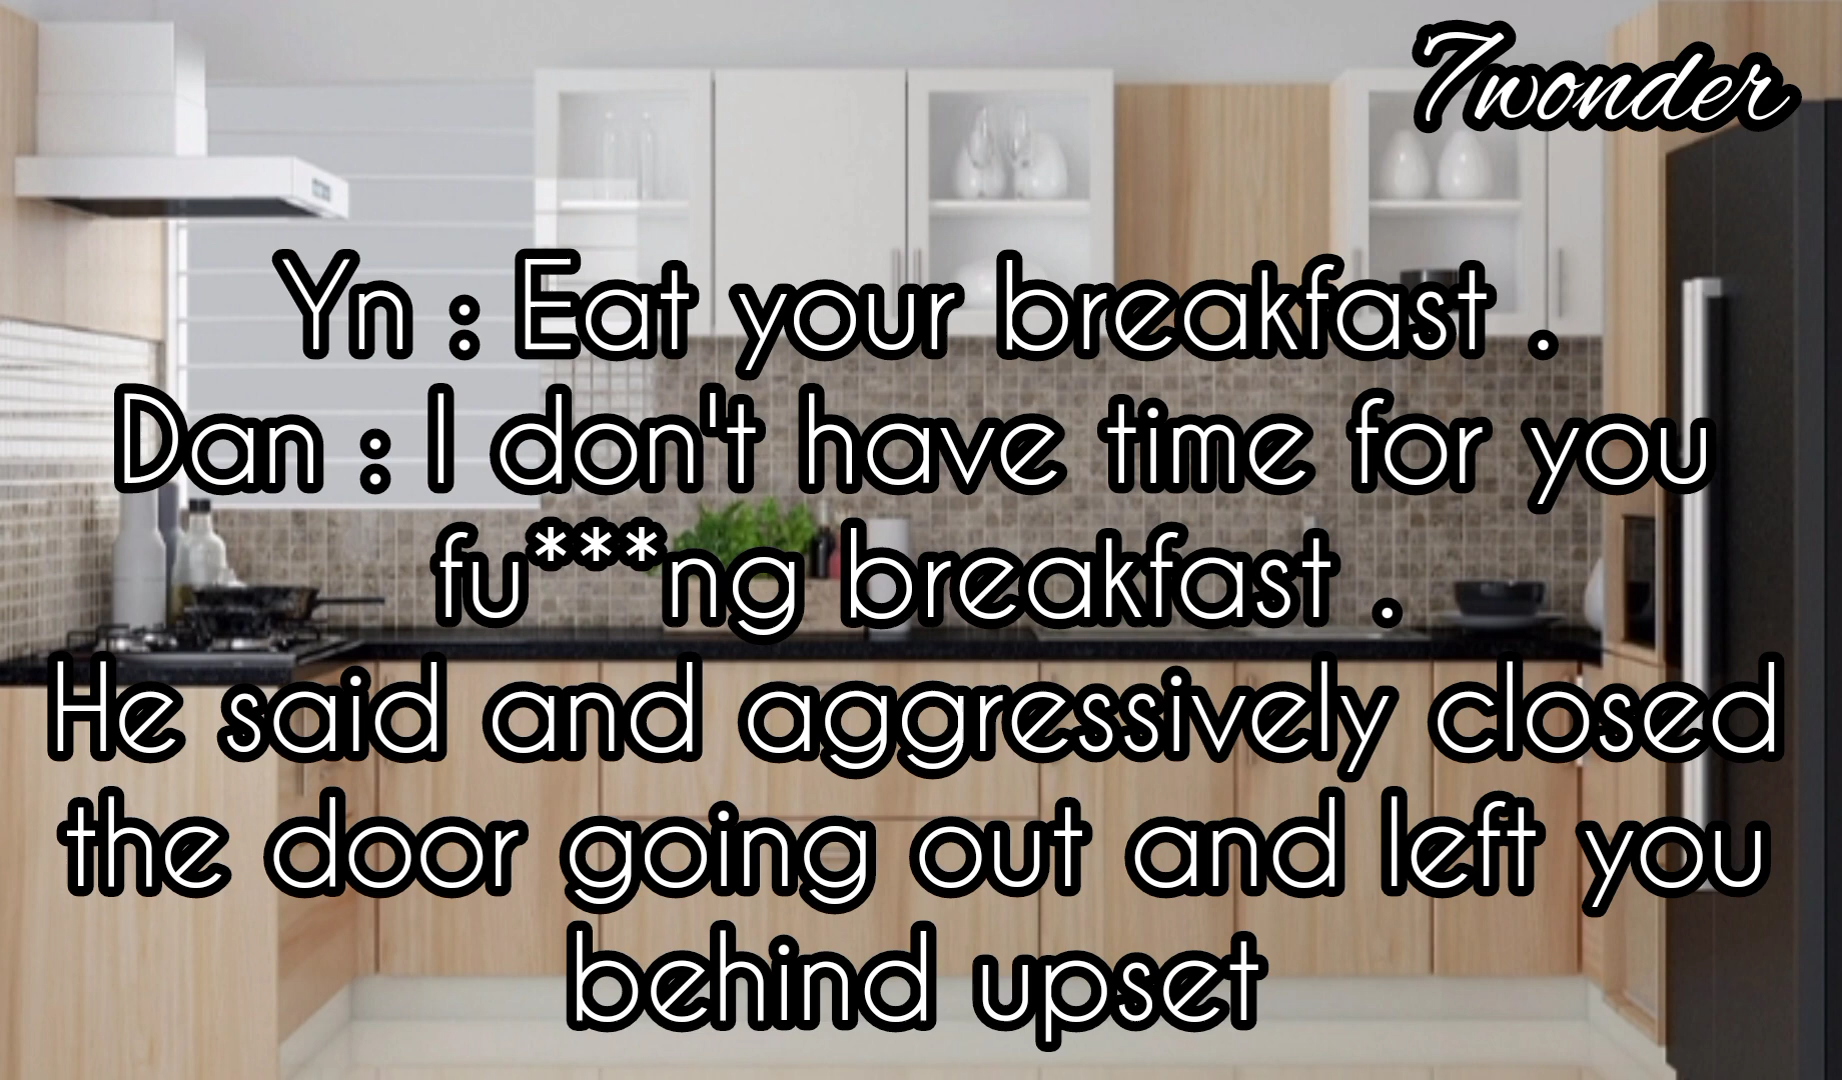 7wonder
Yn : Eat your breakfast .
Dan : I don't have time for you
fu***ng breakfast .
He said and aggressively closed
the door going out and left you
behind upset